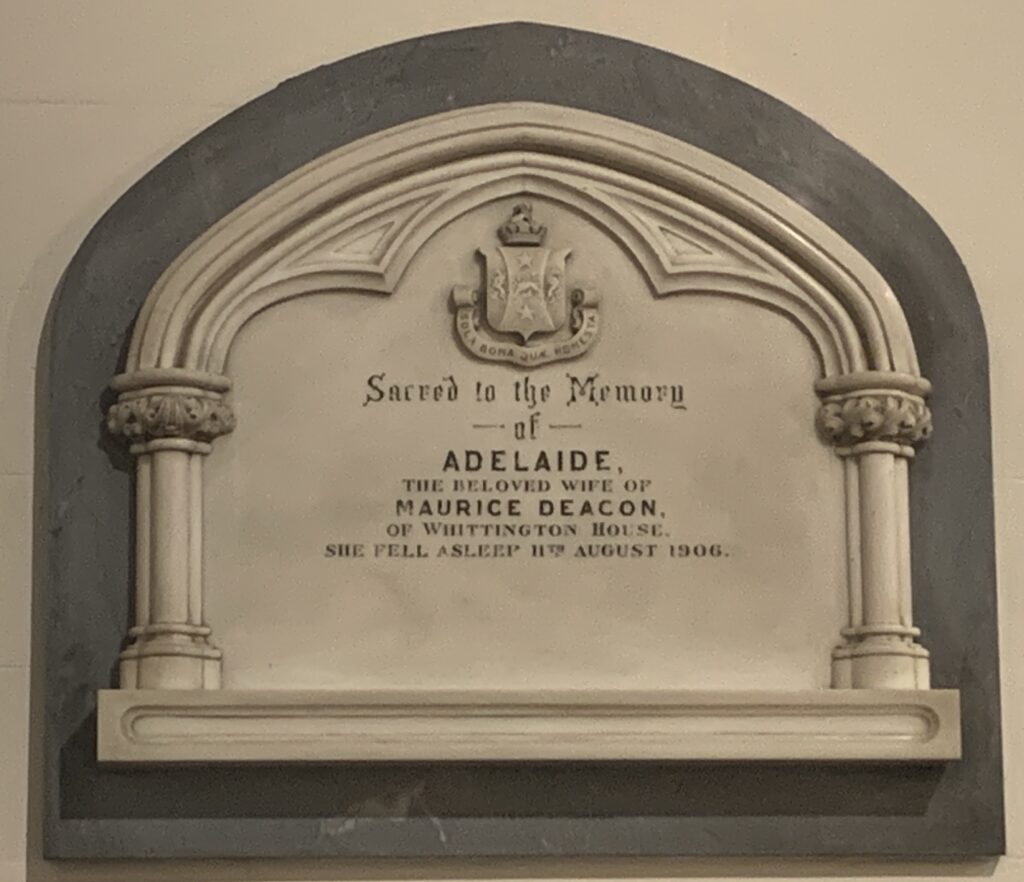 SOLA BONA QUÆ HONESTA
Sacred to the Memory
— of —
ADELAIDE,
THE BELOVED WIFE OF
MAURICE DEACON,
OF WHITTINGTON HOUSE.
SHE FELL ASLEEP 11TH AUGUST 1906.